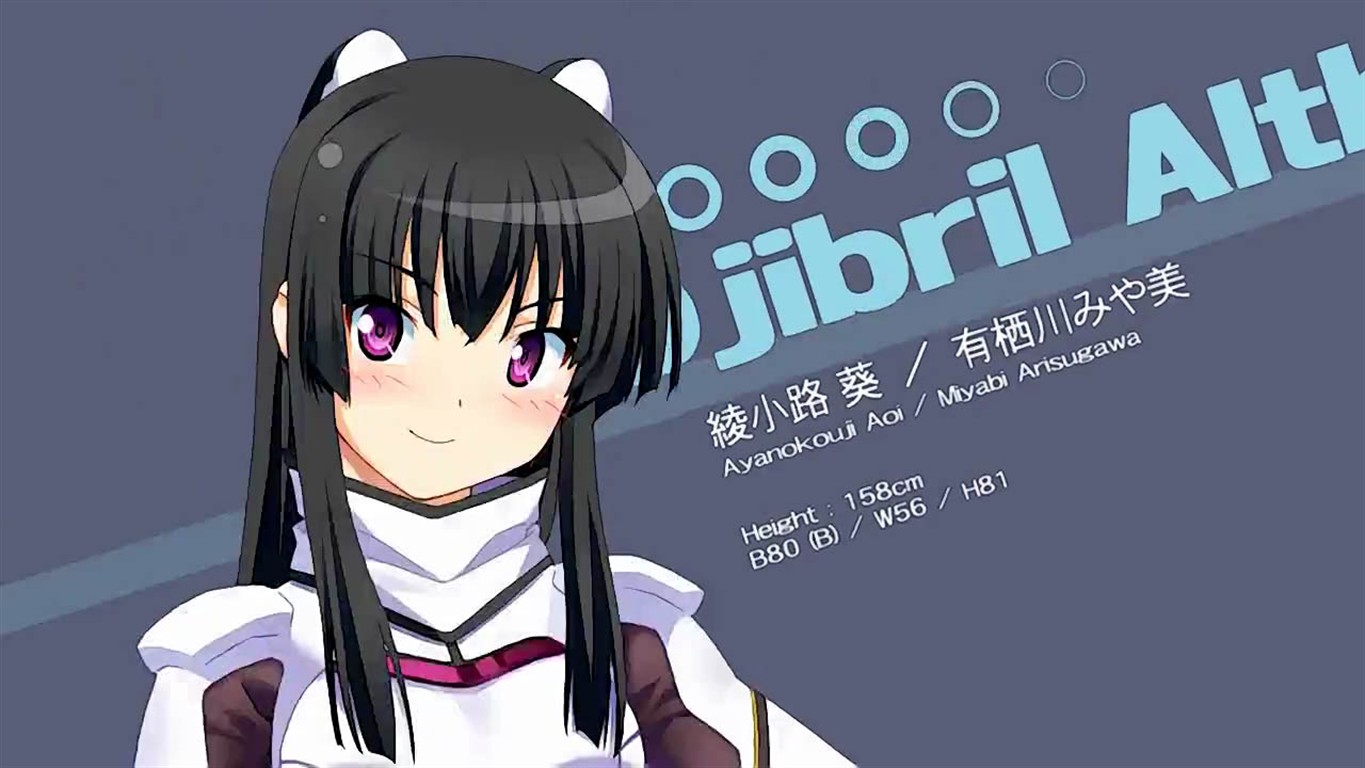 jibril Alth
綾小路 葵 / 有栖川みや美
Ayanokouji Aoi / Miyabi Arisugawa
Height : 158cm
B80 (B) / W56 / H81